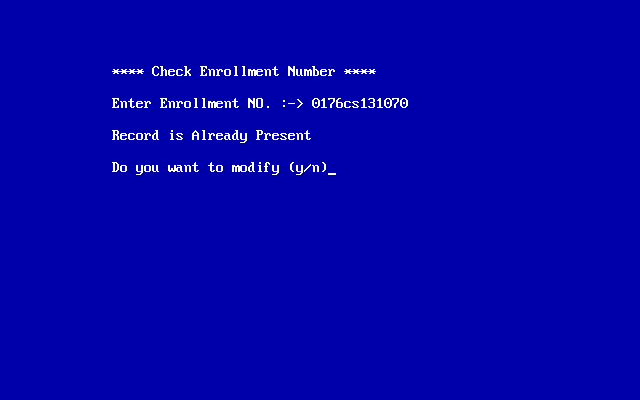 **** Check Enrollment Number ****
Enter Enrollment NO. :-> 0176cs131070
Record is Already Present
Do you want to modify (y/n)_